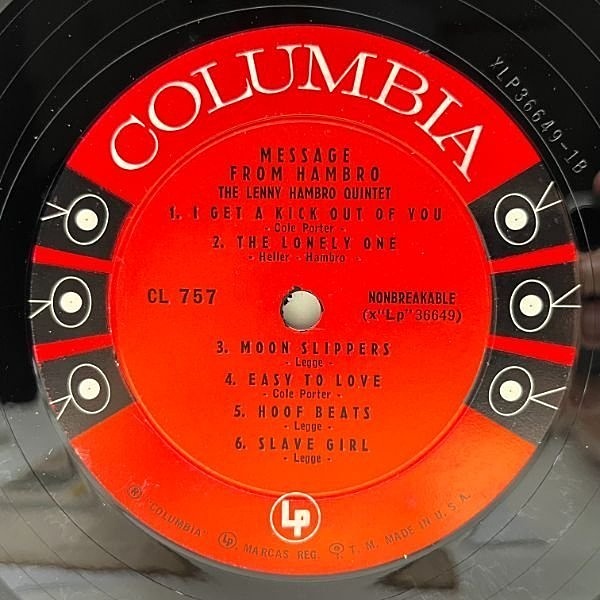 COLUMBIA
XLP36649-1B
MESSAGE
FROM HAMBRO
THE LENNY HAMBRO QUINTET
1. I GET A KICK OUT OF YOU
- Cole Porter -
2. THE LONELY ONE
- Heller - Hambro -
CL 757
NONBREAKABLE
(x"Lp" 36649)
3. MOON SLIPPERS
- Legge -
4. EASY TO LOVE
- Cole Porter -
5. HOOF BEATS
- Legge -
6. SLAVE GIRL
- Legge -
Lp
® "COLUMBIA" Lp, MARCAS REG. T. M. MADE IN U. S. A.